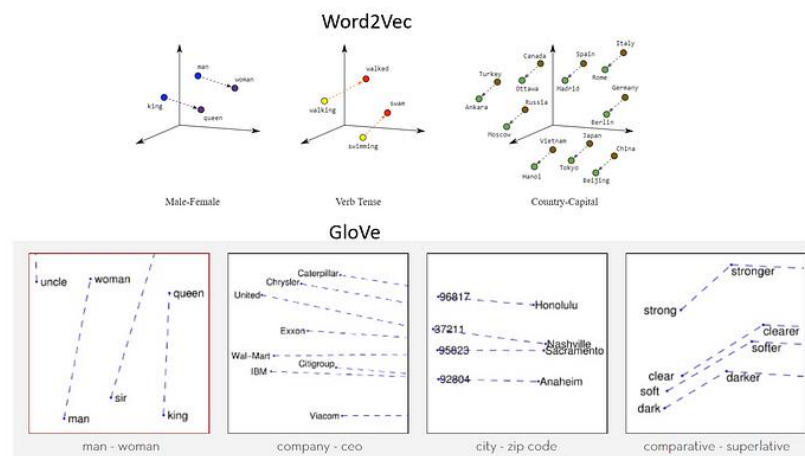 Word2Vec
man
woman
king
queen
Male-Female
walked
walking
swam
swimming
Verb Tense
Italy
Canada
Spain
Turkey
Rome
Ottawa
Madrid
Germany
Ankara
Russia
Moscow
Berlin
Vietnam
Japan
China
Hanoi
Tokyo
Beijing
Country-Capital
GloVe
uncle
woman
queen
sir
man
king
man - woman
Caterpillar
Chrysler
United
Exxon
Wal-Mart
Citigroup
IBM
Viacom
company - ceo
96817
Honolulu
37211
Nashville
95823
Sacramento
92804
Anaheim
city - zip code
stronger
strong
clearer
softer
clear
darker
soft
dark
comparative - superlative